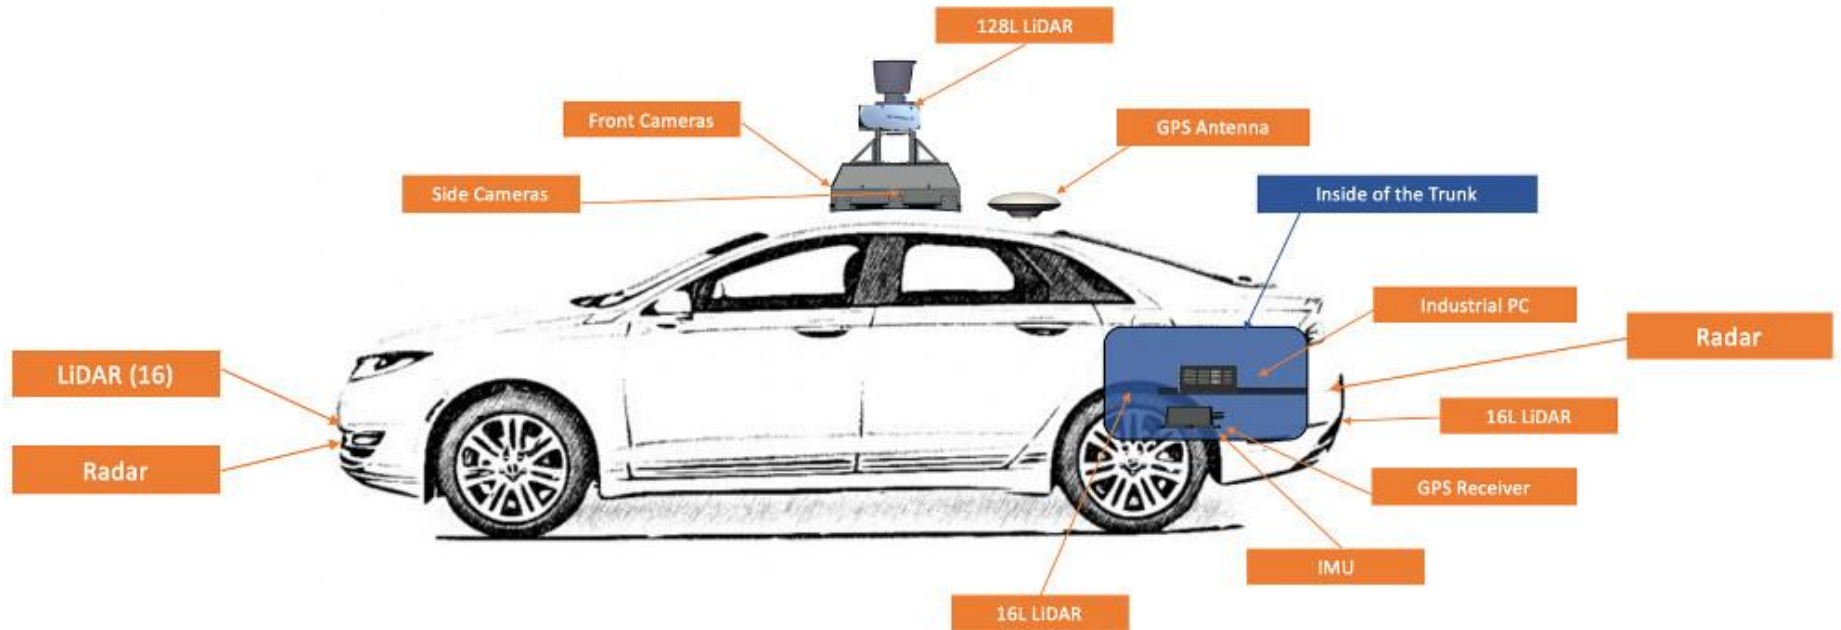 128L LiDAR
Front Cameras
GPS Antenna
Side Cameras
Inside of the Trunk
Industrial PC
Radar
LiDAR (16)
16L LiDAR
Radar
GPS Receiver
IMU
16L LiDAR